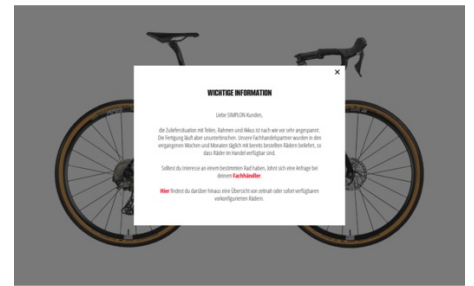 WICHTIGE INFORMATION
Liebe SIMPLON Kunden,
die Zuliefersituation mit Teilen, Rahmen und Akkus ist nach wie vor sehr angespannt.
Die Fertigung läuft aber ununterbrochen. Unsere Fachhandelspartner wurden in den
vergangenen Wochen und Monaten täglich mit bereits bestellten Rädern beliefert, so
dass Räder im Handel verfügbar sind.
Solltest du Interesse an einem bestimmten Rad haben, lohnt sich eine Anfrage bei
deinem Fachhändler.
Hier findest du darüber hinaus eine Übersicht von zeitnah oder sofort verfügbaren
vorkonfigurierten Rädern.